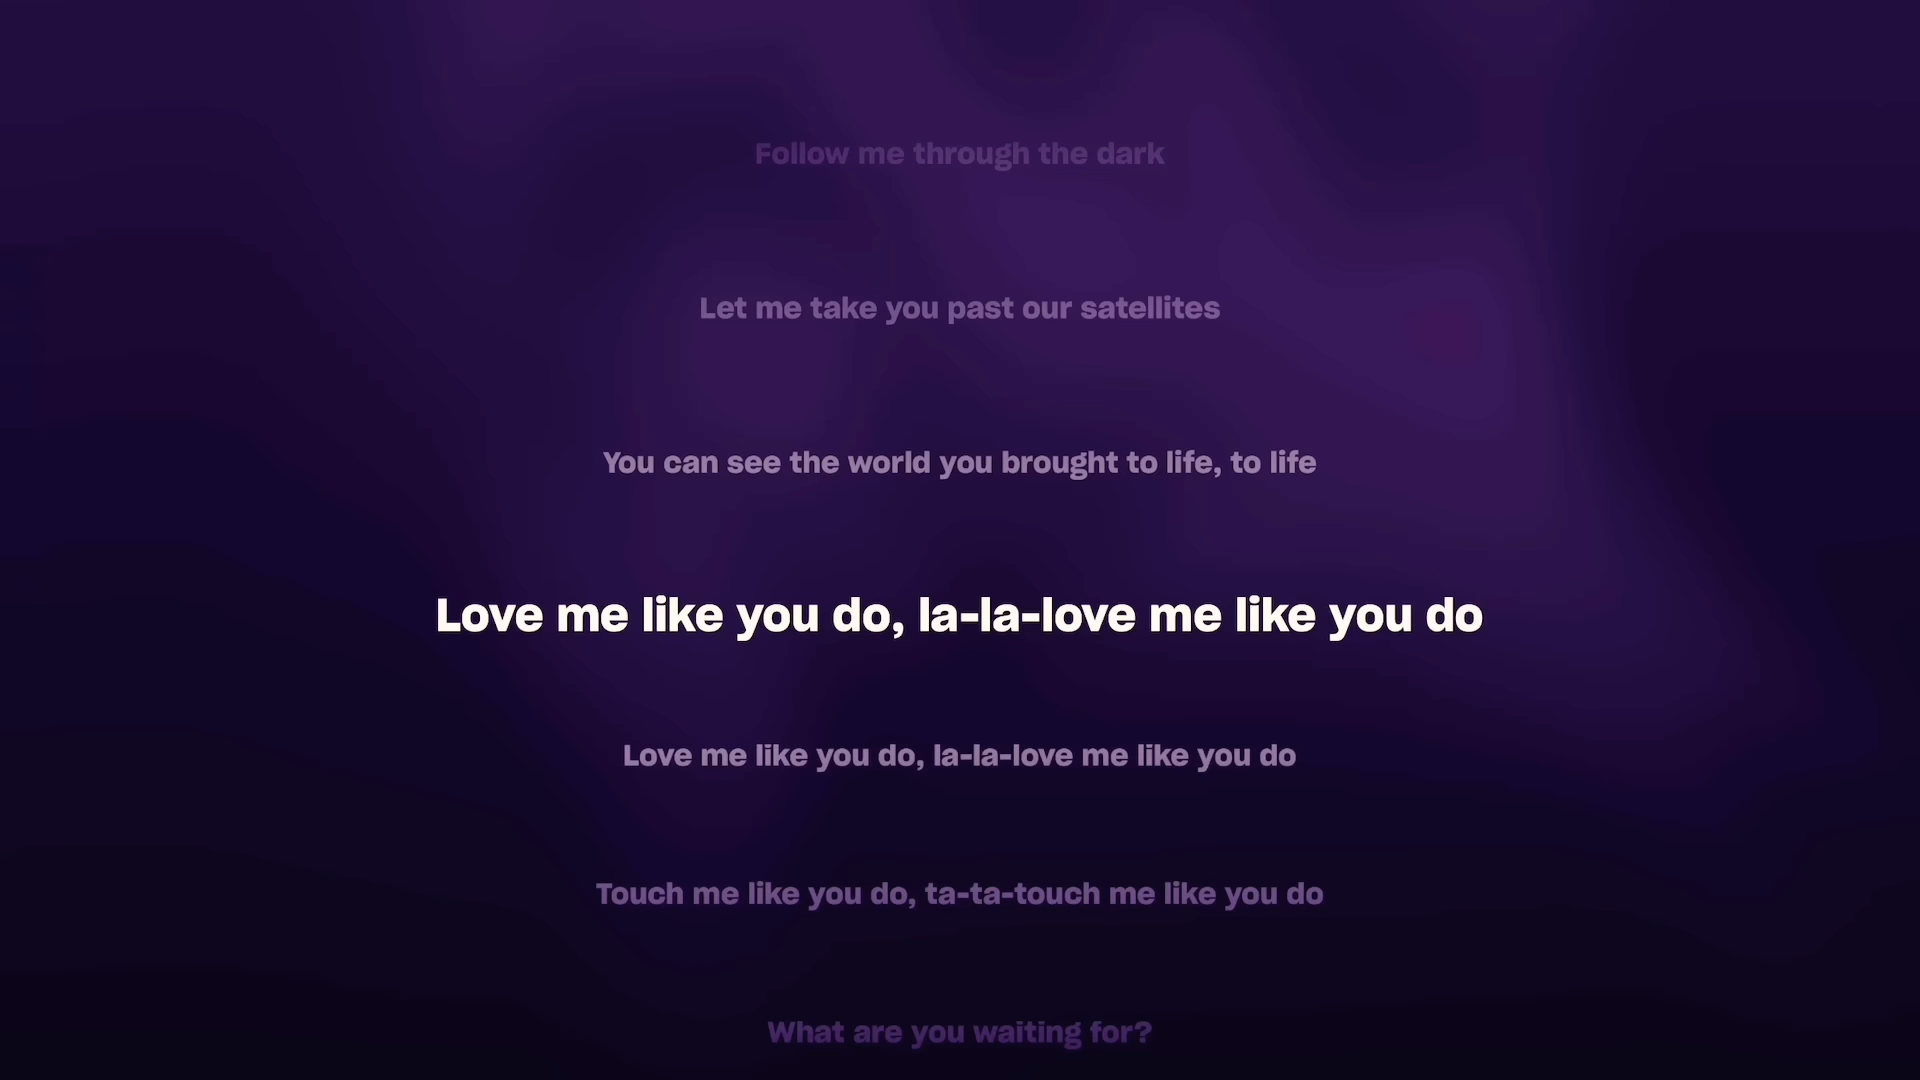 Follow me through the dark
Let me take you past our satellites
You can see the world you brought to life, to life
Love me like you do, la-la-love me like you do
Love me like you do, la-la-love me like you do
Touch me like you do, ta-ta-touch me like you do
What are you waiting for?